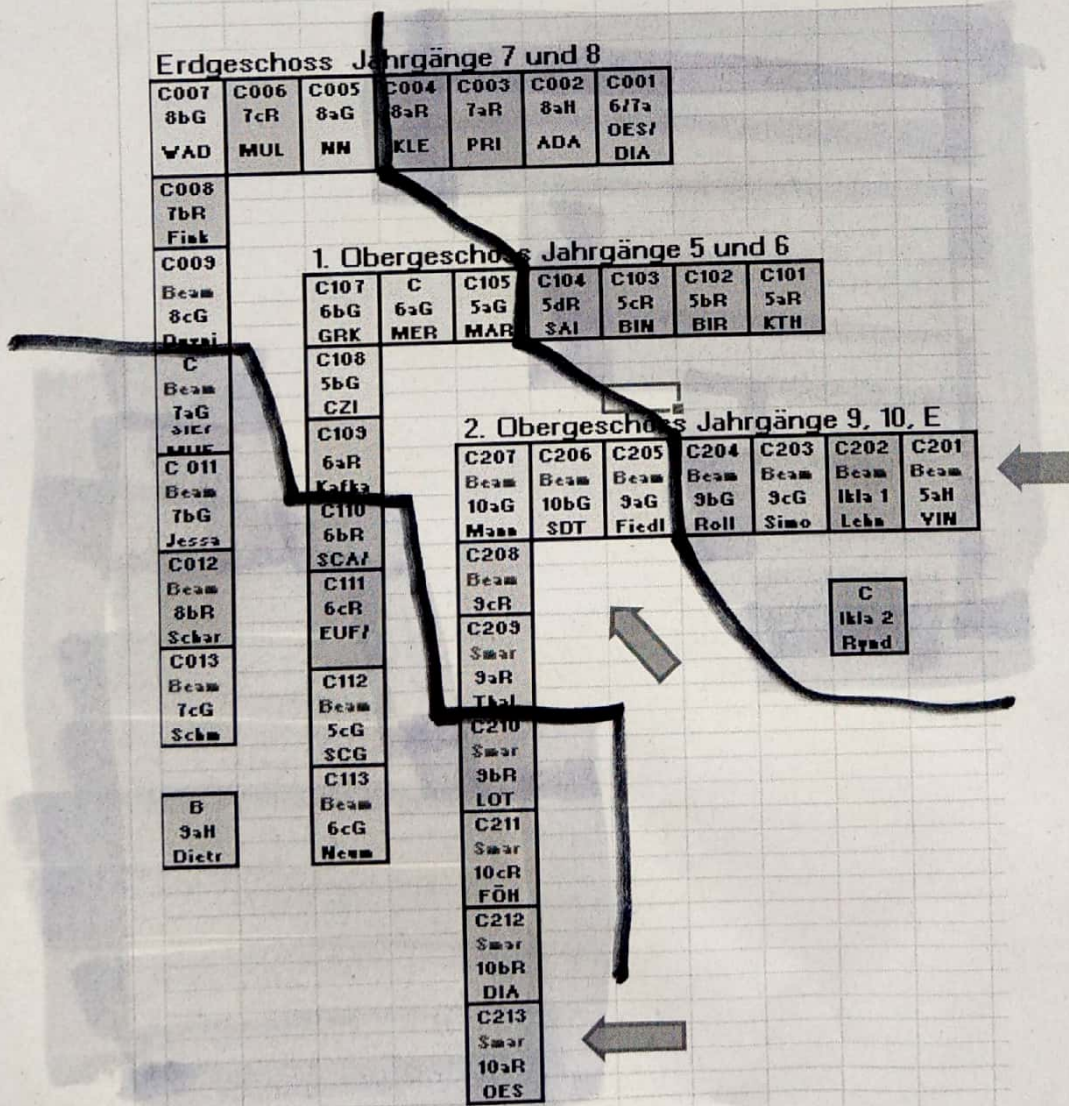 Erdgeschoss Jahrgänge 7 und 8
C007 C006 C005 C004 C003 C002 C001
8bG 7cR 8aG 8aR 7aR 8aH 6/7a
WAD MUL NN KLE PRI ADA OES/
DIA
C008
7bR
Fink
C009
Beam
8cG
C
Beam
7aG
C 011
Beam
7bG
Jessa
C012
Beam
8bR
Schar
C013
Beam
7cG
Schm
B
9aH
Dietr
1. Obergeschoss Jahrgänge 5 und 6
C107 C C105 C104 C103 C102 C101
6bG 6aG 5aG 5dR 5cR 5bR 5aR
GRK MER MAR SAI BIN BIR KTH
C108
5bG
CZI
C109
6aR
Kafka
C110
6bR
SCA/
C111
6cR
EUF/
C112
Beam
5cG
SCG
C113
Beam
6cG
Neum
2. Obergeschoss Jahrgänge 9, 10, E
C207 C206 C205 C204 C203 C202 C201
Beam Beam Beam Beam Beam Beam Beam
10aG 10bG 9aG 9bG 9cG Ikla 1 5aH
Mann SDT Fiedl Roll Simo Lehn
C208
Beam
9cR
C209
Smar
9aR
Thal
C210
Smar
9bR
LOT
C211
Smar
10cR
FÖH
C212
Smar
10bR
DIA
C213
Smar
10aR
OES
C
Ikla 2
Rynd